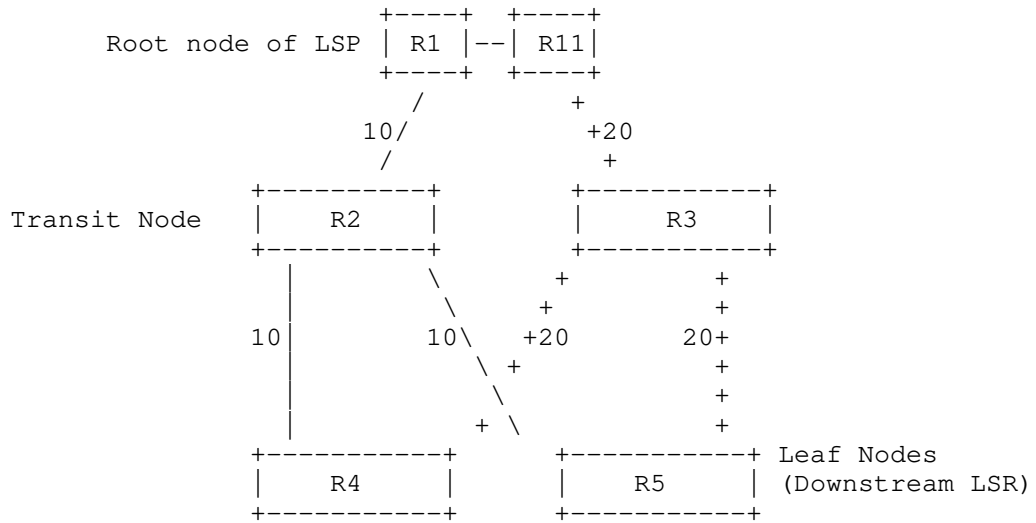 Root node of LSP R1 R11
10 20
Transit Node R2 R3
10 10 20 20
Leaf Nodes
R4 R5 (Downstream LSR)